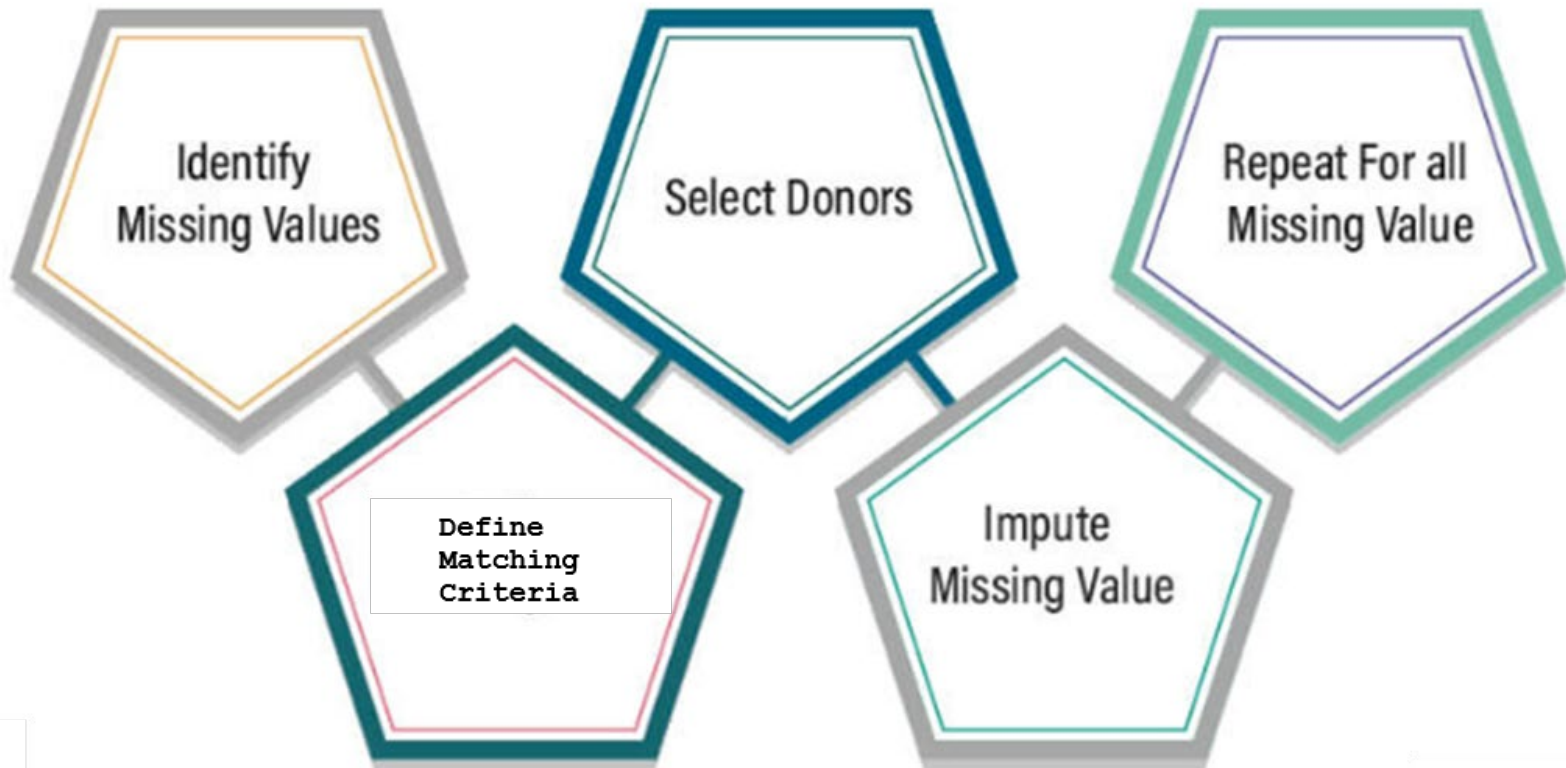 Identify
Missing Values
Define
Matching
Criteria
Select Donors
Impute
Missing Value
Repeat For all
Missing Value